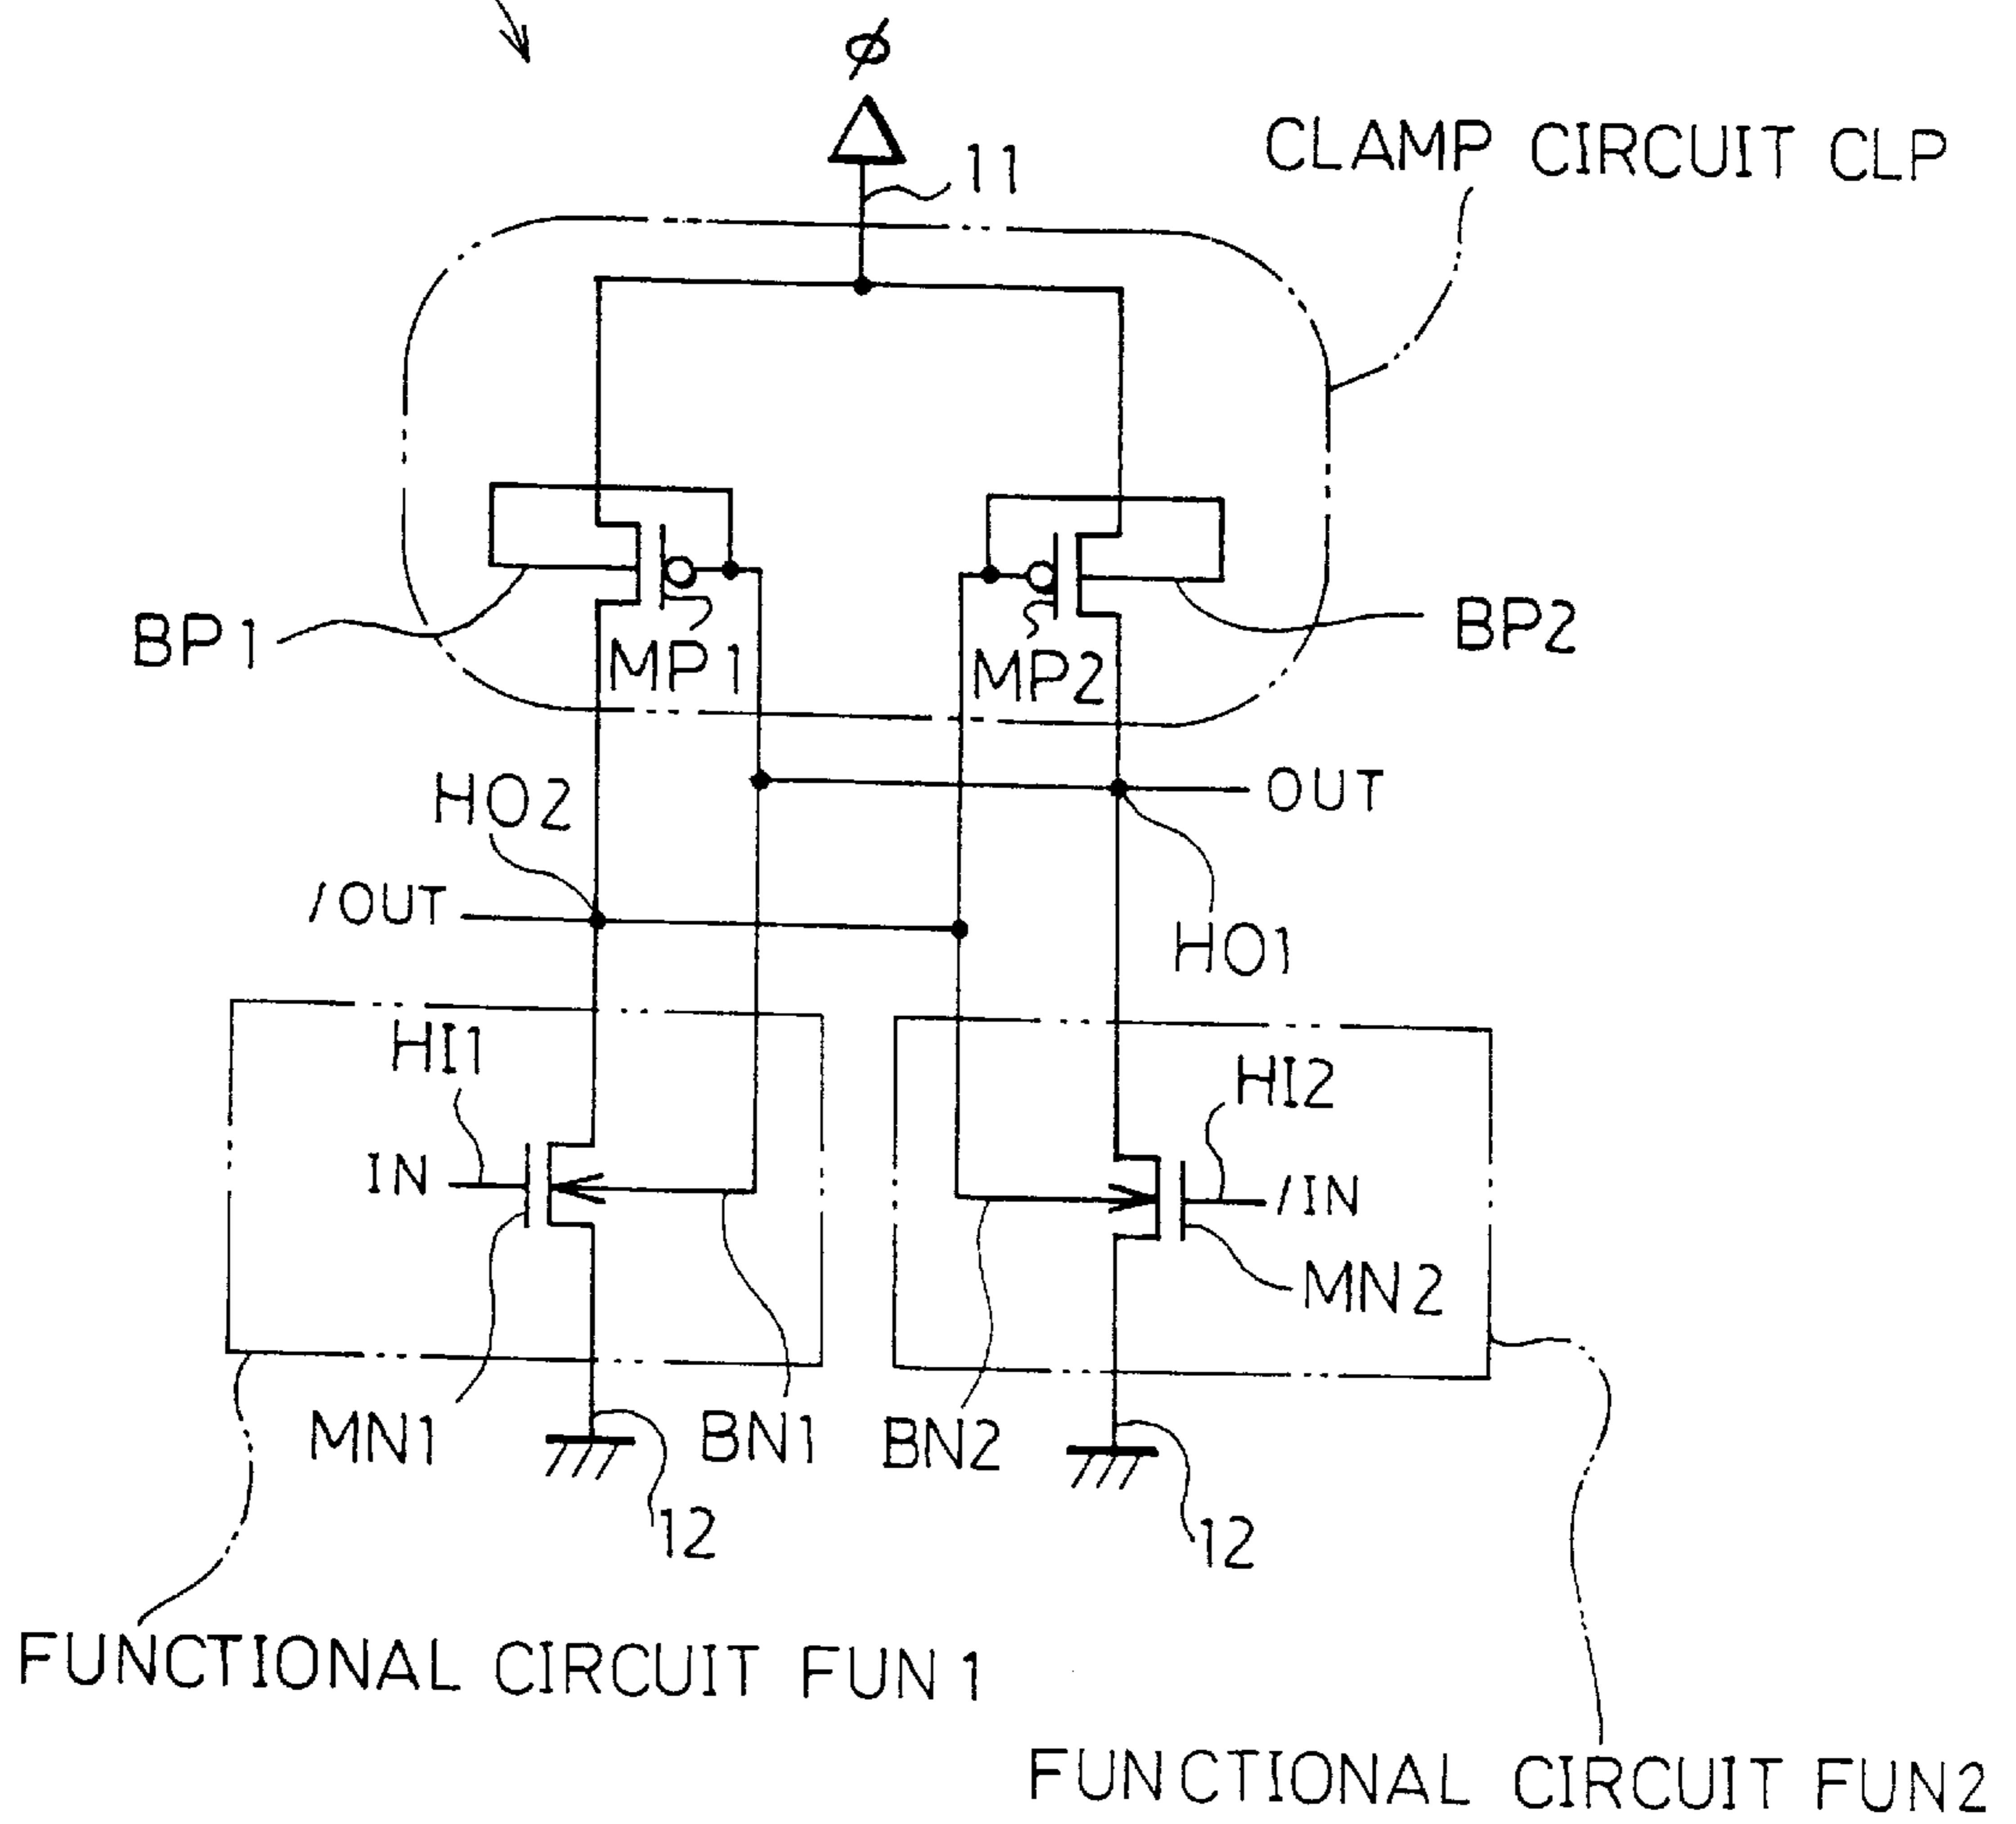 ϕ
11
CLAMP CIRCUIT CLP
BP1
MP1
MP2
BP2
HO2
OUT
/OUT
HO1
HI1
HI2
IN
/IN
MN2
MN1
BN1
BN2
12
12
FUNCTIONAL CIRCUIT FUN1
FUNCTIONAL CIRCUIT FUN2